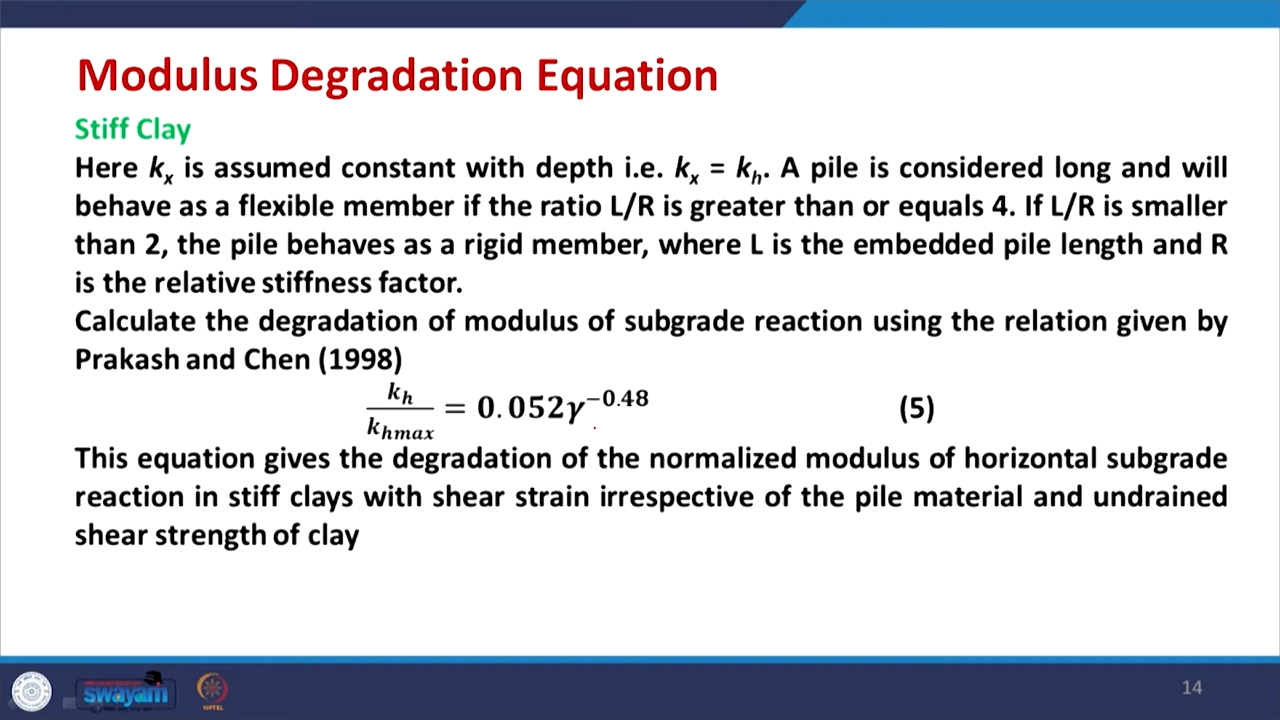 Modulus Degradation Equation
Stiff Clay
Here kₓ is assumed constant with depth i.e. kₓ = kₕ. A pile is considered long and will
behave as a flexible member if the ratio L/R is greater than or equals 4. If L/R is smaller
than 2, the pile behaves as a rigid member, where L is the embedded pile length and R
is the relative stiffness factor.
Calculate the degradation of modulus of subgrade reaction using the relation given by
Prakash and Chen (1998)
kₕ / k_hmax = 0.052γ^−0.48 (5)
This equation gives the degradation of the normalized modulus of horizontal subgrade
reaction in stiff clays with shear strain irrespective of the pile material and undrained
shear strength of clay
swayam
NPTEL
14